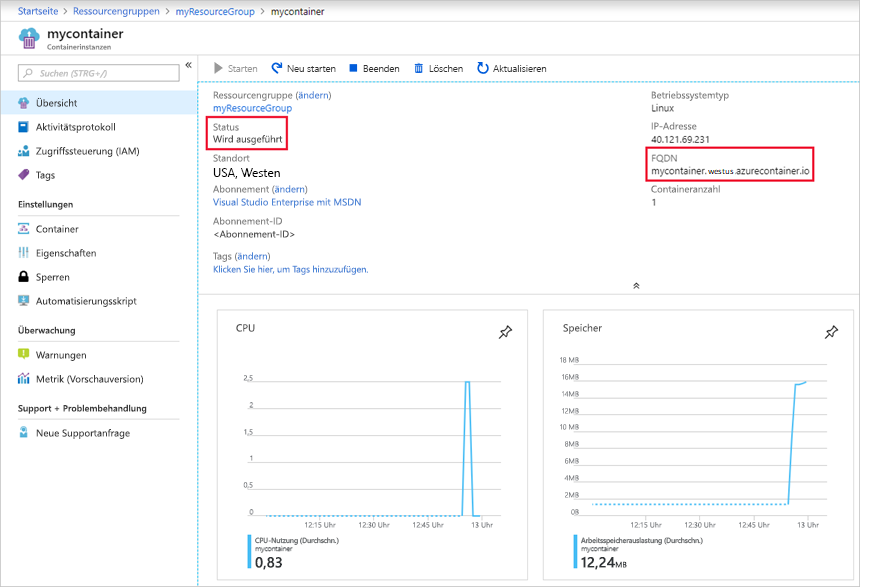 Startseite > Ressourcengruppen > myResourceGroup > mycontainer
mycontainer
Containerinstanzen
Suchen (STRG+/)
«
Übersicht
Aktivitätsprotokoll
Zugriffssteuerung (IAM)
Tags
Einstellungen
Container
Eigenschaften
Sperren
Automatisierungsskript
Überwachung
Warnungen
Metrik (Vorschauversion)
Support + Problembehandlung
Neue Supportanfrage
Starten Neu starten Beenden Löschen Aktualisieren
Ressourcengruppe (ändern)
myResourceGroup
Status
Wird ausgeführt
Standort
USA, Westen
Abonnement (ändern)
Visual Studio Enterprise mit MSDN
Abonnement-ID
<Abonnement-ID>
Tags (ändern)
Klicken Sie hier, um Tags hinzuzufügen.
Betriebssystemtyp
Linux
IP-Adresse
40.121.69.231
FQDN
mycontainer.westus.azurecontainer.io
Containeranzahl
1
CPU
2,5
2
1,5
1
0,5
0
12:15 Uhr 12:30 Uhr 12:45 Uhr 13 Uhr
CPU-Nutzung (Durchschn.)
mycontainer
0,83
Speicher
18 MB
16MB
14MB
12MB
10 MB
8MB
6MB
4MB
2MB
0B
12:15 Uhr 12:30 Uhr 12:45 Uhr 13 Uhr
Arbeitsspeicherauslastung (Durchschn.)
mycontainer
12,24MB